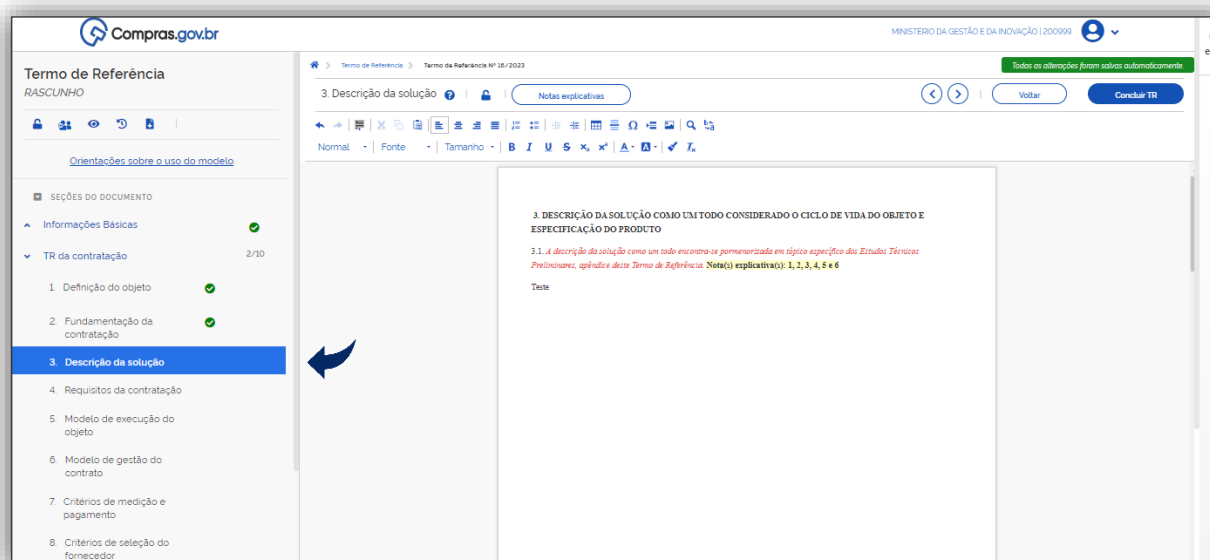 Compras.gov.br
MINISTÉRIO DA GESTÃO E DA INOVAÇÃO | 200999
e
Termo de Referência
RASCUNHO
Orientações sobre o uso do modelo
SEÇÕES DO DOCUMENTO
Informações Básicas
TR da contratação 2/10
1. Definição do objeto
2. Fundamentação da
contratação
3. Descrição da solução
4. Requisitos da contratação
5. Modelo de execução do
objeto
6. Modelo de gestão do
contrato
7. Critérios de medição e
pagamento
8. Critérios de seleção do
fornecedor
Termo de Referência > Termo de Referência Nº 16/2023
Todas as alterações foram salvas automaticamente.
3. Descrição da solução
Notas explicativas
Voltar
Concluir TR
Normal Fonte Tamanho B I U S x₂ x² A A Tx
3. DESCRIÇÃO DA SOLUÇÃO COMO UM TODO CONSIDERADO O CICLO DE VIDA DO OBJETO E
ESPECIFICAÇÃO DO PRODUTO
3.1. A descrição da solução como um todo encontra-se pormenorizada em tópico específico dos Estudos Técnicos
Preliminares, apêndice deste Termo de Referência. Nota(s) explicativa(s): 1, 2, 3, 4, 5 e 6
Teste